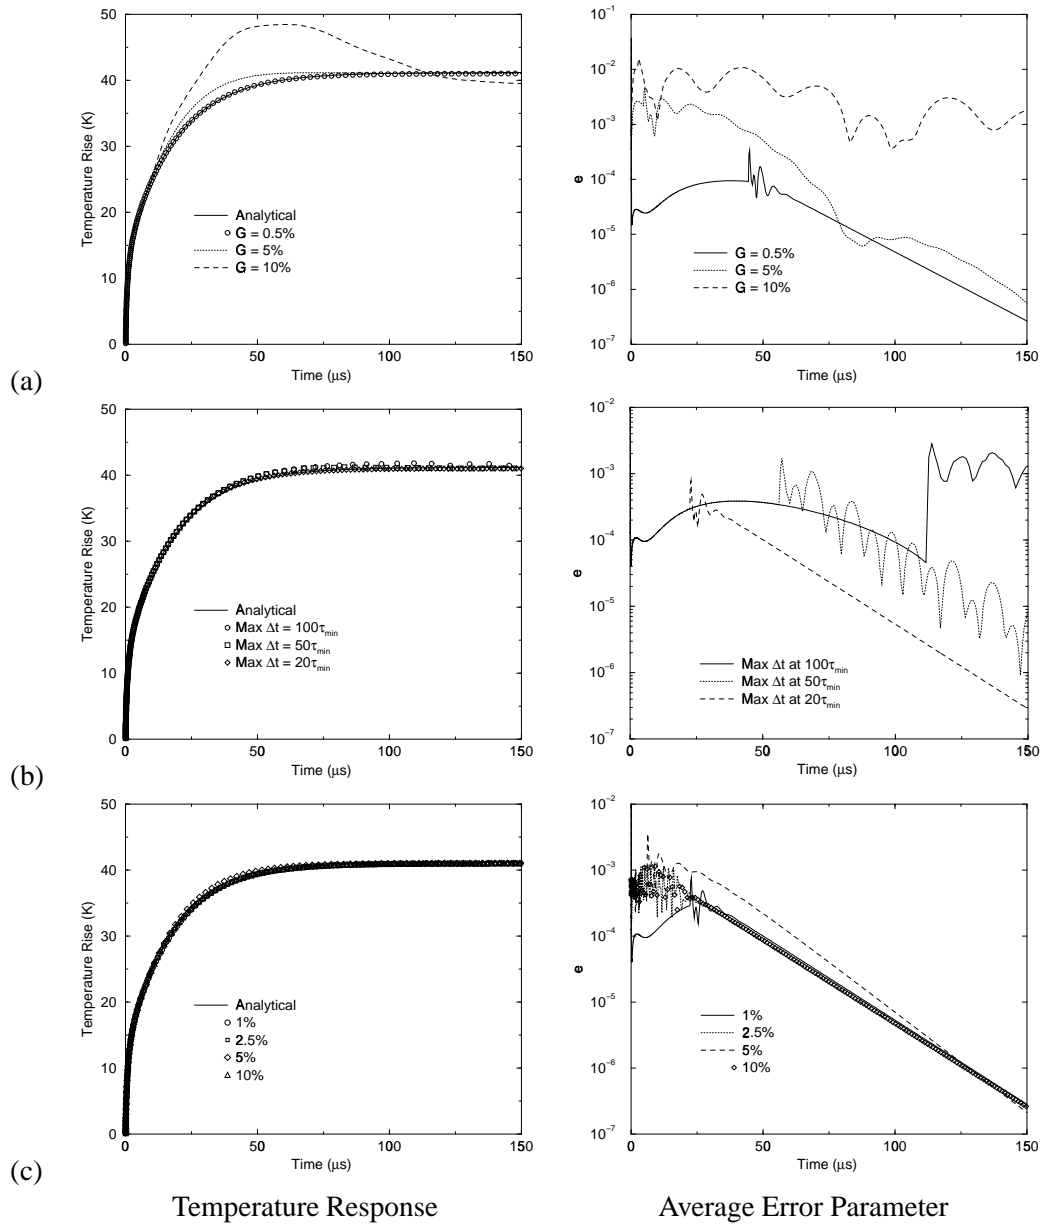 50
40
30
20
10
0
Temperature Rise (K)
Analytical
G = 0.5%
G = 5%
G = 10%
0 50 100 150
Time (μs)
10⁻¹
10⁻²
10⁻³
10⁻⁴
10⁻⁵
10⁻⁶
10⁻⁷
e
G = 0.5%
G = 5%
G = 10%
0 50 100 150
Time (μs)
(a)
50
40
30
20
10
0
Temperature Rise (K)
Analytical
Max Δt = 100τmin
Max Δt = 50τmin
Max Δt = 20τmin
0 50 100 150
Time (μs)
10⁻²
10⁻³
10⁻⁴
10⁻⁵
10⁻⁶
10⁻⁷
e
Max Δt at 100τmin
Max Δt at 50τmin
Max Δt at 20τmin
0 50 100 150
Time (μs)
(b)
50
40
30
20
10
0
Temperature Rise (K)
Analytical
1%
2.5%
5%
10%
0 50 100 150
Time (μs)
10⁻²
10⁻³
10⁻⁴
10⁻⁵
10⁻⁶
10⁻⁷
e
1%
2.5%
5%
10%
0 50 100 150
Time (μs)
(c)
Temperature Response
Average Error Parameter